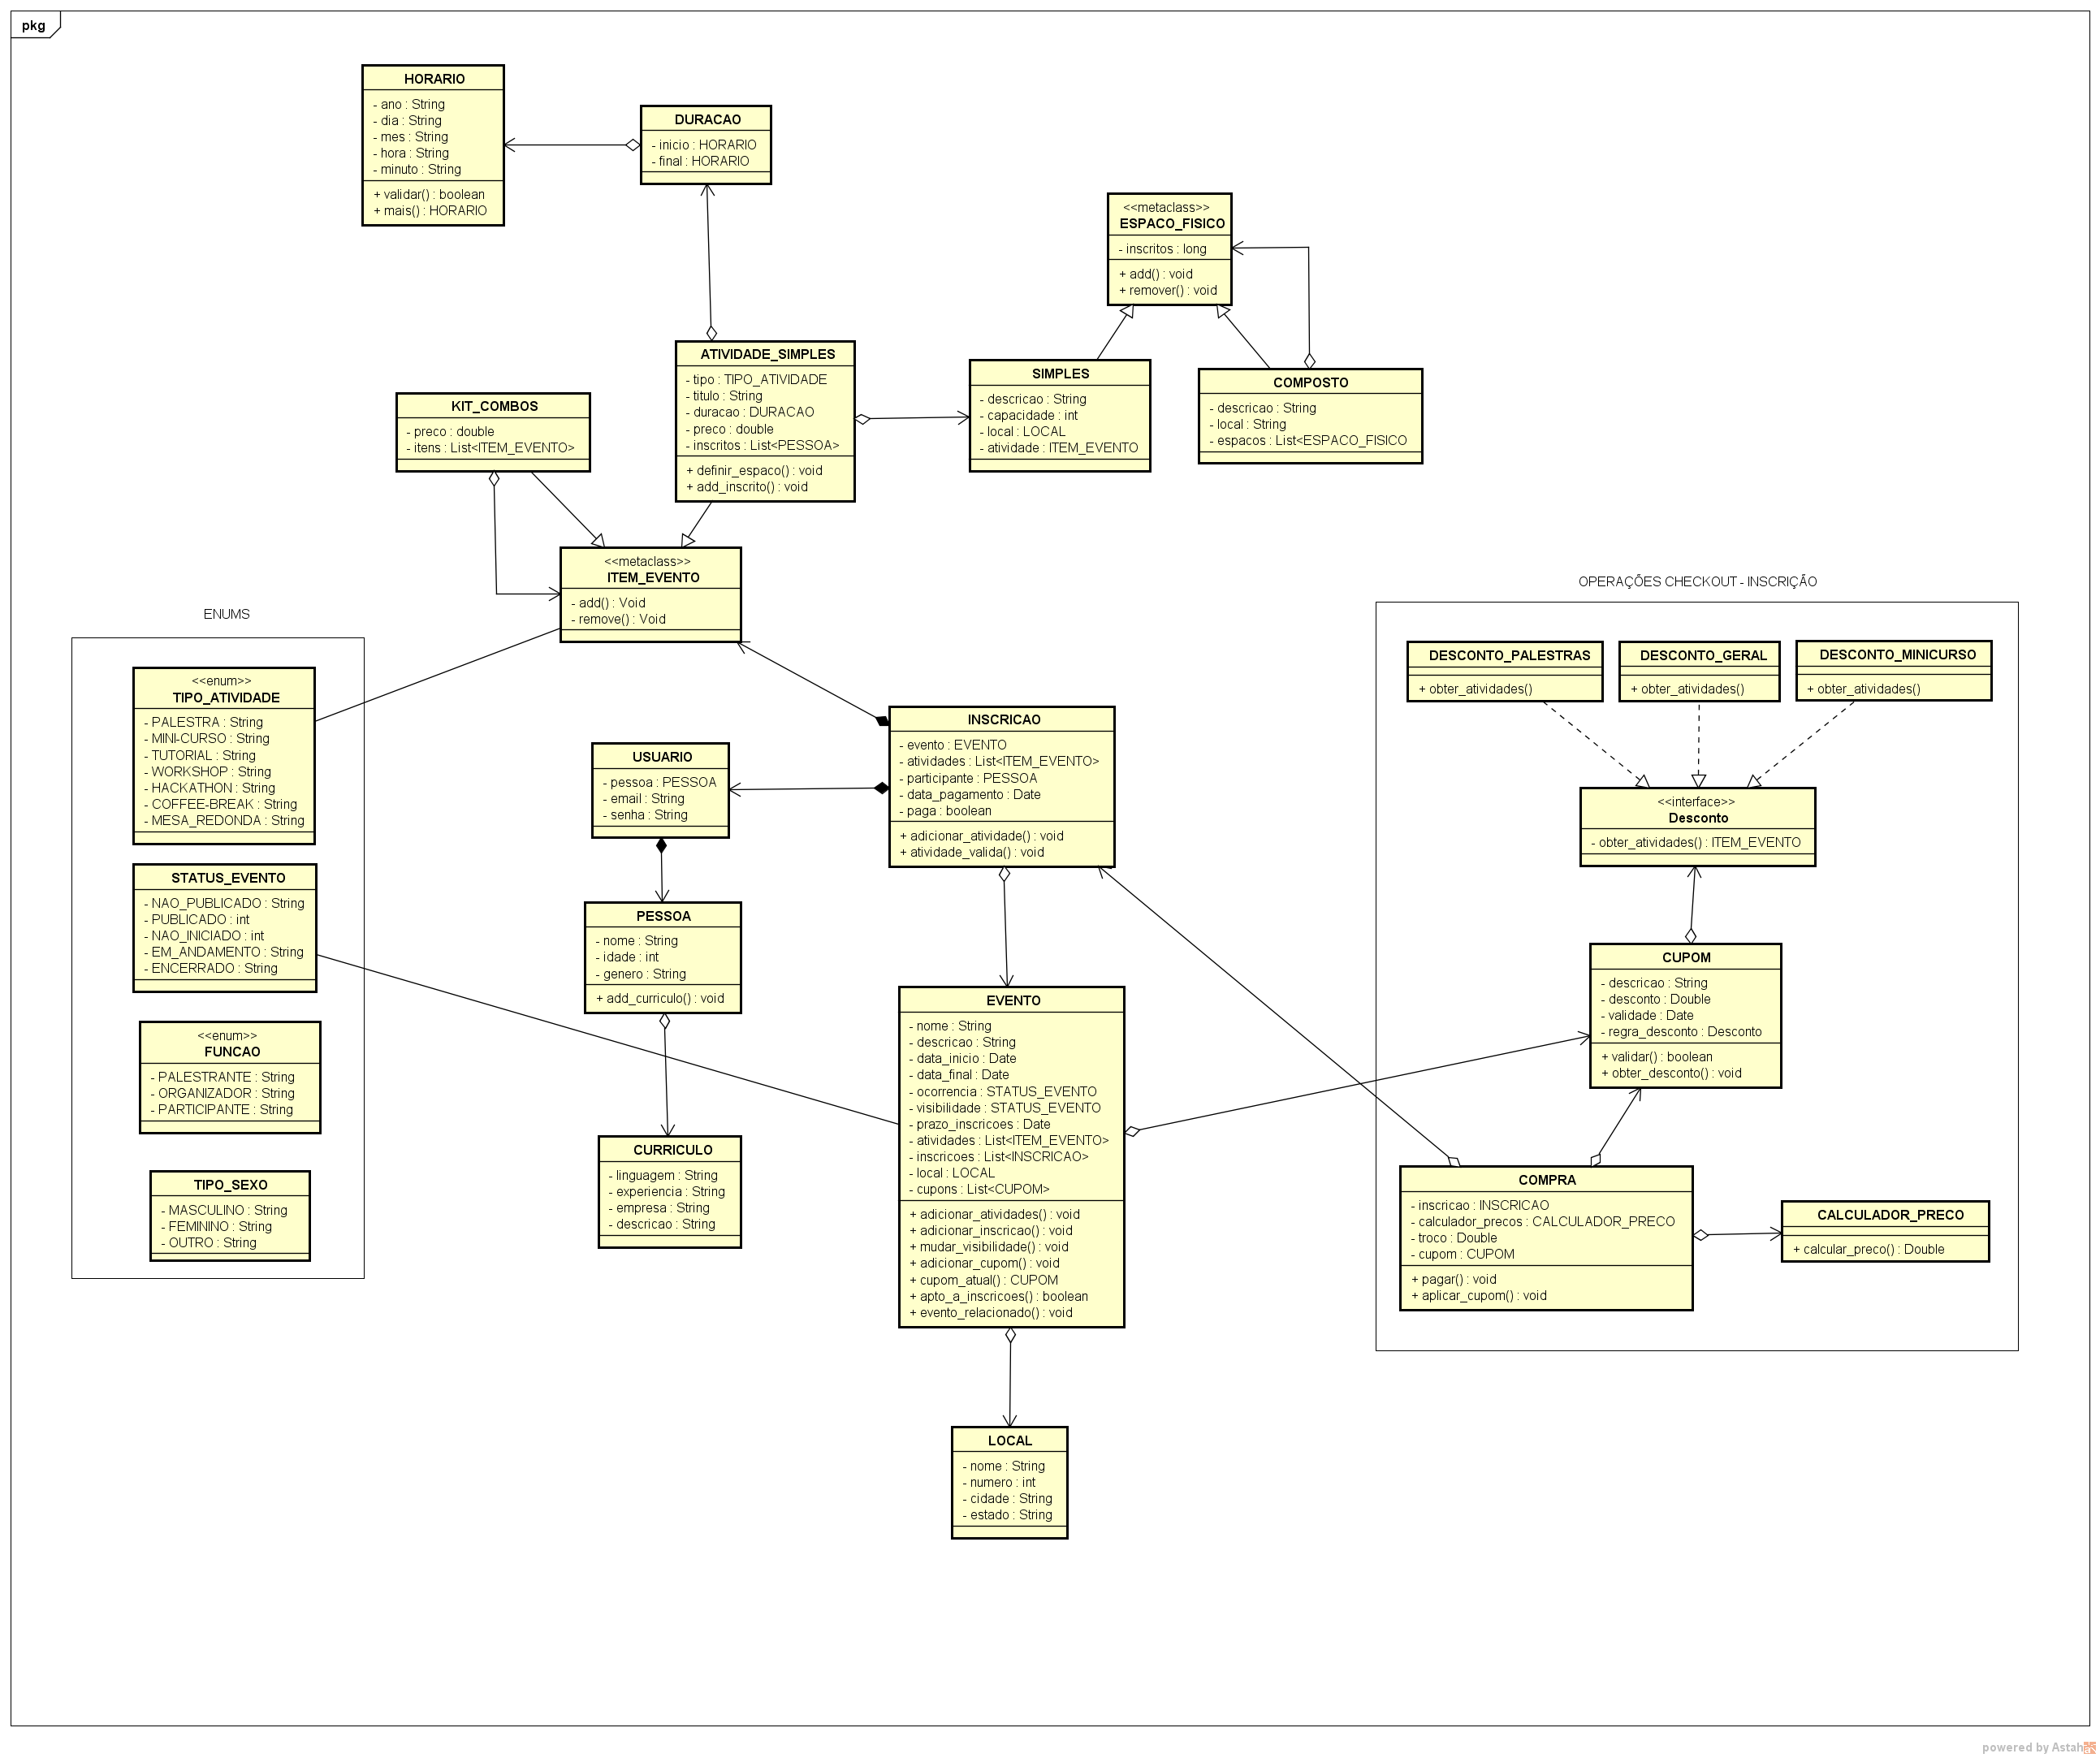 pkg
HORARIO
- ano : String
- dia : String
- mes : String
- hora : String
- minuto : String
+ validar() : boolean
+ mais() : HORARIO
DURACAO
- inicio : HORARIO
- final : HORARIO
<<metaclass>>
ESPACO_FISICO
- inscritos : long
+ add() : void
+ remover() : void
ATIVIDADE_SIMPLES
- tipo : TIPO_ATIVIDADE
- titulo : String
- duracao : DURACAO
- preco : double
- inscritos : List<PESSOA>
+ definir_espaco() : void
+ add_inscrito() : void
SIMPLES
- descricao : String
- capacidade : int
- local : LOCAL
- atividade : ITEM_EVENTO
COMPOSTO
- descricao : String
- local : String
- espacos : List<ESPACO_FISICO
KIT_COMBOS
- preco : double
- itens : List<ITEM_EVENTO>
<<metaclass>>
ITEM_EVENTO
- add() : Void
- remove() : Void
ENUMS
<<enum>>
TIPO_ATIVIDADE
- PALESTRA : String
- MINI-CURSO : String
- TUTORIAL : String
- WORKSHOP : String
- HACKATHON : String
- COFFEE-BREAK : String
- MESA_REDONDA : String
STATUS_EVENTO
- NAO_PUBLICADO : String
- PUBLICADO : int
- NAO_INICIADO : int
- EM_ANDAMENTO : String
- ENCERRADO : String
<<enum>>
FUNCAO
- PALESTRANTE : String
- ORGANIZADOR : String
- PARTICIPANTE : String
TIPO_SEXO
- MASCULINO : String
- FEMININO : String
- OUTRO : String
USUARIO
- pessoa : PESSOA
- email : String
- senha : String
PESSOA
- nome : String
- idade : int
- genero : String
+ add_curriculo() : void
CURRICULO
- linguagem : String
- experiencia : String
- empresa : String
- descricao : String
INSCRICAO
- evento : EVENTO
- atividades : List<ITEM_EVENTO>
- participante : PESSOA
- data_pagamento : Date
- paga : boolean
+ adicionar_atividade() : void
+ atividade_valida() : void
EVENTO
- nome : String
- descricao : String
- data_inicio : Date
- data_final : Date
- ocorrencia : STATUS_EVENTO
- visibilidade : STATUS_EVENTO
- prazo_inscricoes : Date
- atividades : List<ITEM_EVENTO>
- inscricoes : List<INSCRICAO>
- local : LOCAL
- cupons : List<CUPOM>
+ adicionar_atividades() : void
+ adicionar_inscricao() : void
+ mudar_visibilidade() : void
+ adicionar_cupom() : void
+ cupom_atual() : CUPOM
+ apto_a_inscricoes() : boolean
+ evento_relacionado() : void
LOCAL
- nome : String
- numero : int
- cidade : String
- estado : String
OPERAÇÕES CHECKOUT - INSCRIÇÃO
DESCONTO_PALESTRAS
+ obter_atividades()
DESCONTO_GERAL
+ obter_atividades()
DESCONTO_MINICURSO
+ obter_atividades()
<<interface>>
Desconto
- obter_atividades() : ITEM_EVENTO
CUPOM
- descricao : String
- desconto : Double
- validade : Date
- regra_desconto : Desconto
+ validar() : boolean
+ obter_desconto() : void
COMPRA
- inscricao : INSCRICAO
- calculador_precos : CALCULADOR_PRECO
- troco : Double
- cupom : CUPOM
+ pagar() : void
+ aplicar_cupom() : void
CALCULADOR_PRECO
+ calcular_preco() : Double
powered by Astah